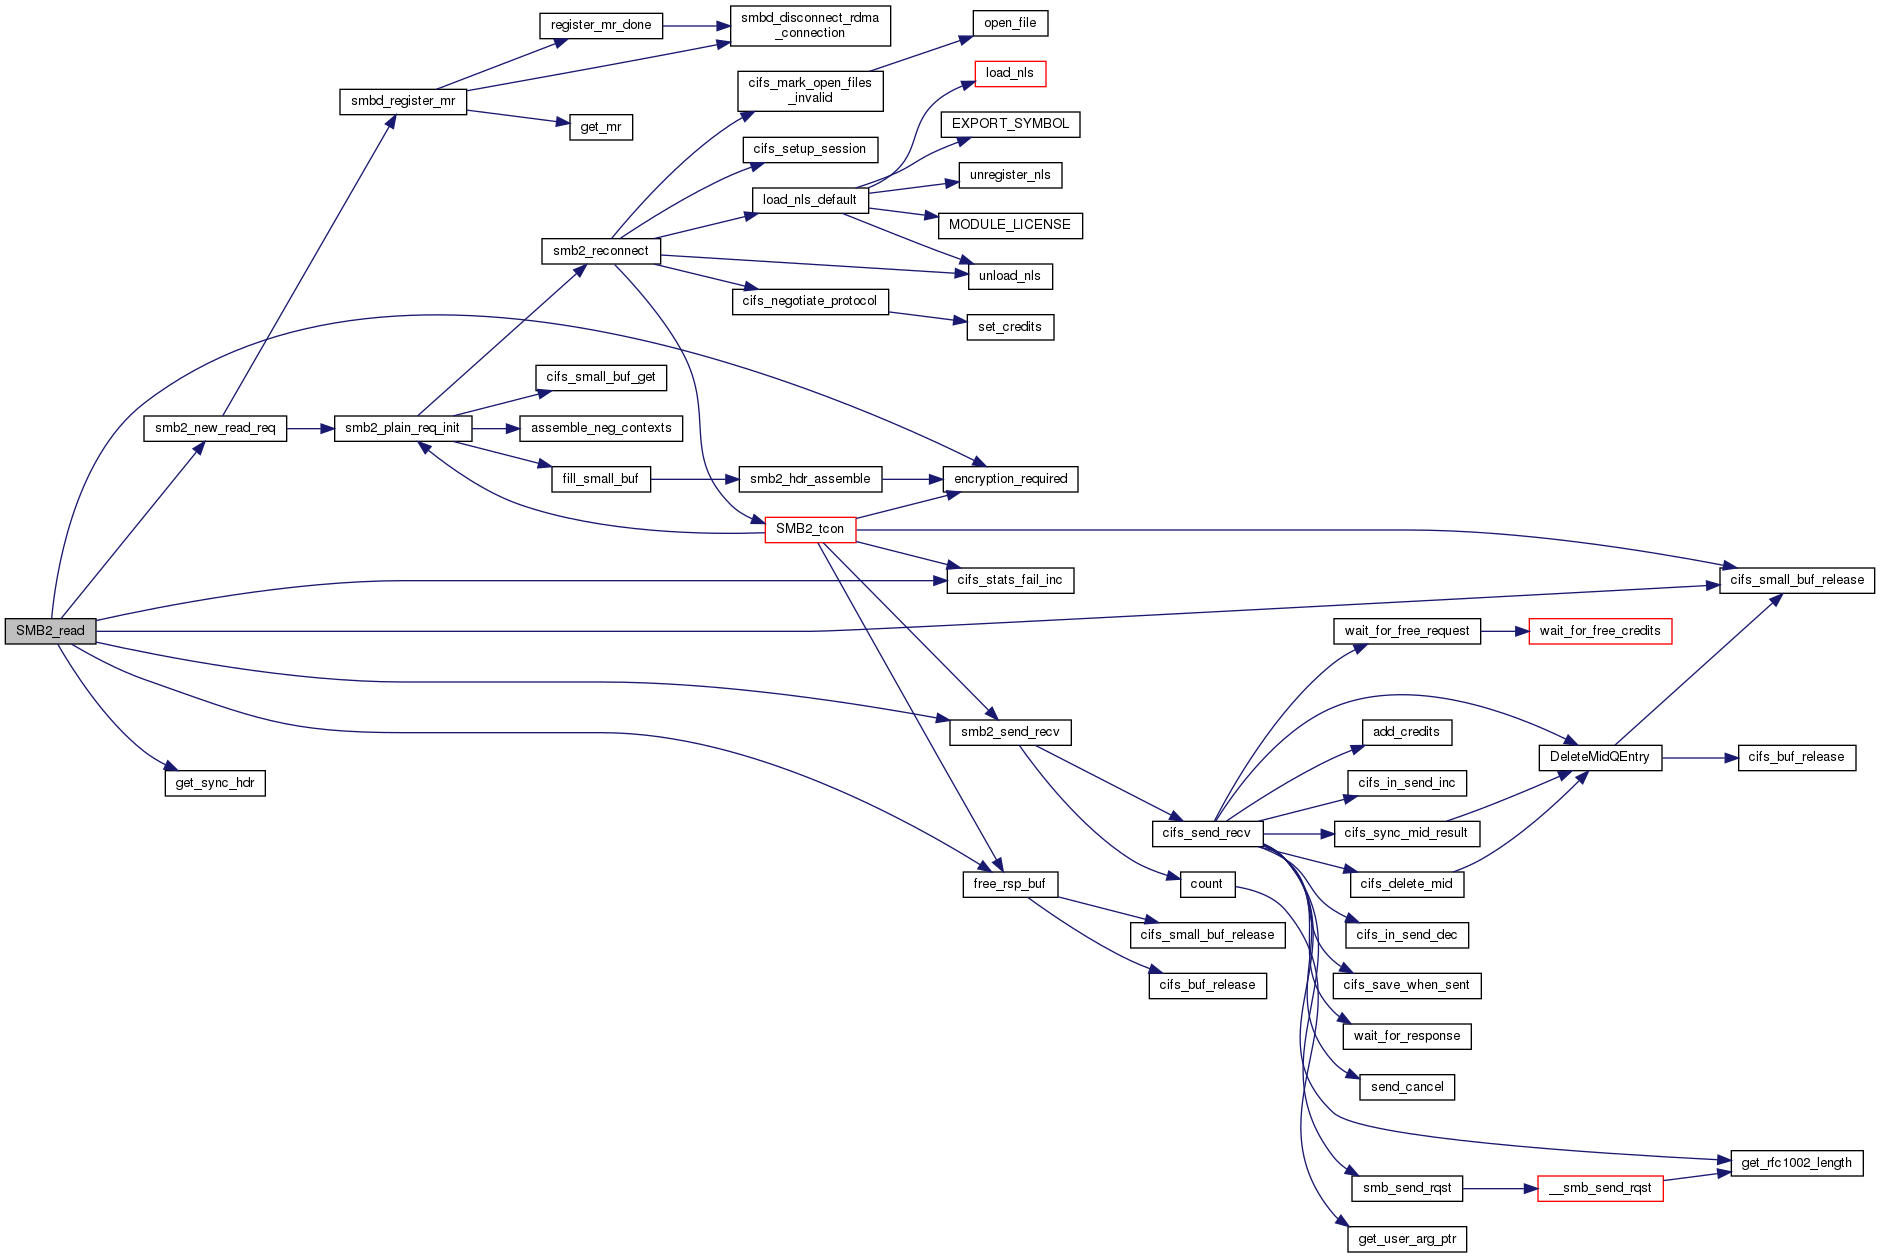 register_mr_done
smbd_disconnect_rdma
_connection
open_file
cifs_mark_open_files
_invalid
load_nls
smbd_register_mr
get_mr
EXPORT_SYMBOL
cifs_setup_session
unregister_nls
load_nls_default
MODULE_LICENSE
smb2_reconnect
unload_nls
cifs_negotiate_protocol
set_credits
cifs_small_buf_get
smb2_new_read_req
smb2_plain_req_init
assemble_neg_contexts
fill_small_buf
smb2_hdr_assemble
encryption_required
SMB2_tcon
cifs_stats_fail_inc
cifs_small_buf_release
SMB2_read
wait_for_free_request
wait_for_free_credits
smb2_send_recv
add_credits
DeleteMidQEntry
cifs_buf_release
get_sync_hdr
cifs_in_send_inc
cifs_send_recv
cifs_sync_mid_result
free_rsp_buf
count
cifs_delete_mid
cifs_small_buf_release
cifs_in_send_dec
cifs_buf_release
cifs_save_when_sent
wait_for_response
send_cancel
get_rfc1002_length
smb_send_rqst
__smb_send_rqst
get_user_arg_ptr